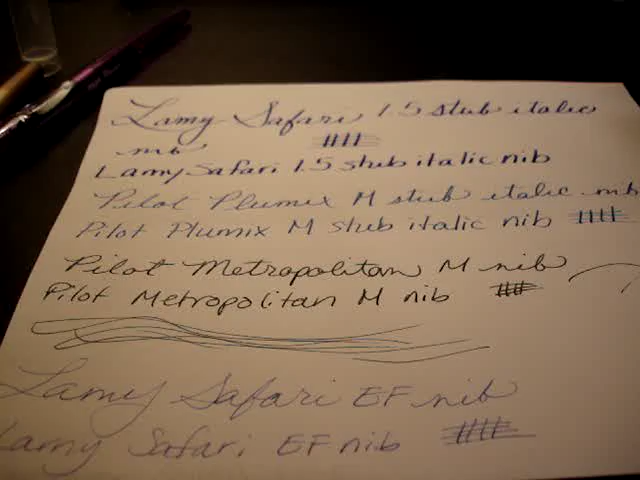 Lamy Safari 1.5 stub italic
nib
Lamy Safari 1.5 stub italic nib
Pilot Plumix M stub italic nib
Pilot Plumix M stub italic nib
Pilot Metropolitan M nib
Pilot Metropolitan M nib
Lamy Safari EF nib
Lamy Safari EF nib